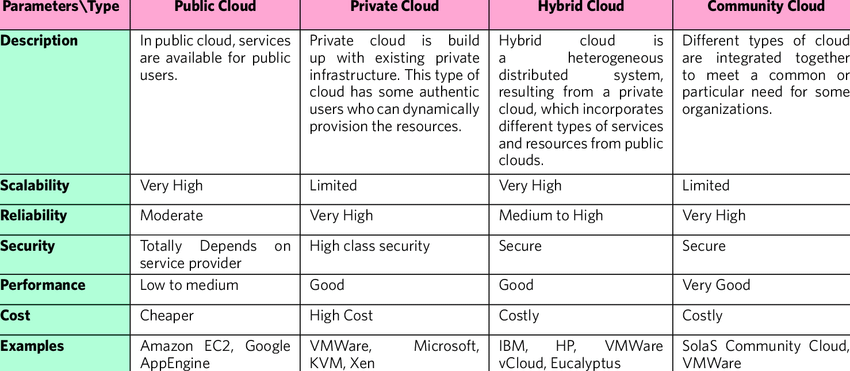 Parameters\Type Public Cloud Private Cloud Hybrid Cloud Community Cloud
Description
In public cloud, services
are available for public
users.
Private cloud is build
up with existing private
infrastructure. This type of
cloud has some authentic
users who can dynamically
provision the resources.
Hybrid cloud is
a heterogeneous
distributed system,
resulting from a private
cloud, which incorporates
different types of services
and resources from public
clouds.
Different types of cloud
are integrated together
to meet a common or
particular need for some
organizations.
Scalability Very High Limited Very High Limited
Reliability Moderate Very High Medium to High Very High
Security
Totally Depends on
service provider
High class security
Secure
Secure
Performance Low to medium Good Good Very Good
Cost Cheaper High Cost Costly Costly
Examples
Amazon EC2, Google
AppEngine
VMWare, Microsoft,
KVM, Xen
IBM, HP, VMWare
vCloud, Eucalyptus
SolaS Community Cloud,
VMWare